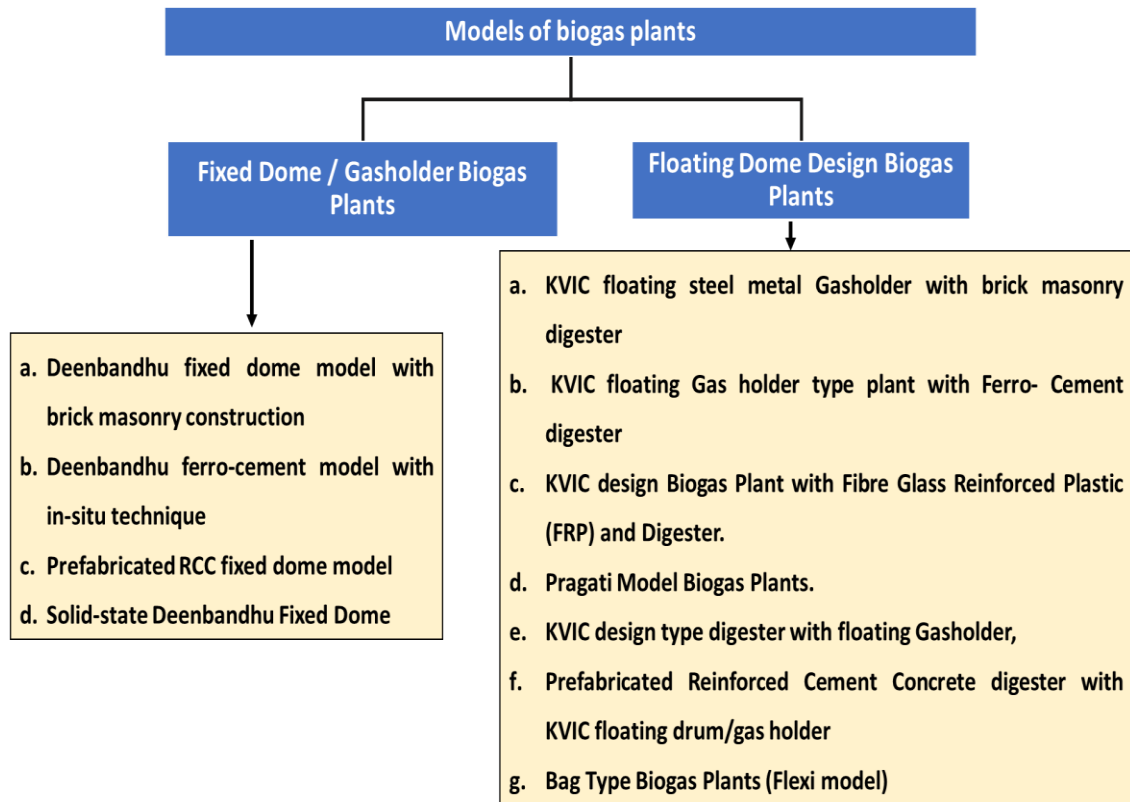 Models of biogas plants
Fixed Dome / Gasholder Biogas
Plants
Floating Dome Design Biogas
Plants
a. Deenbandhu fixed dome model with
brick masonry construction
b. Deenbandhu ferro-cement model with
in-situ technique
c. Prefabricated RCC fixed dome model
d. Solid-state Deenbandhu Fixed Dome
a. KVIC floating steel metal Gasholder with brick masonry
digester
b. KVIC floating Gas holder type plant with Ferro- Cement
digester
c. KVIC design Biogas Plant with Fibre Glass Reinforced Plastic
(FRP) and Digester.
d. Pragati Model Biogas Plants.
e. KVIC design type digester with floating Gasholder,
f. Prefabricated Reinforced Cement Concrete digester with
KVIC floating drum/gas holder
g. Bag Type Biogas Plants (Flexi model)